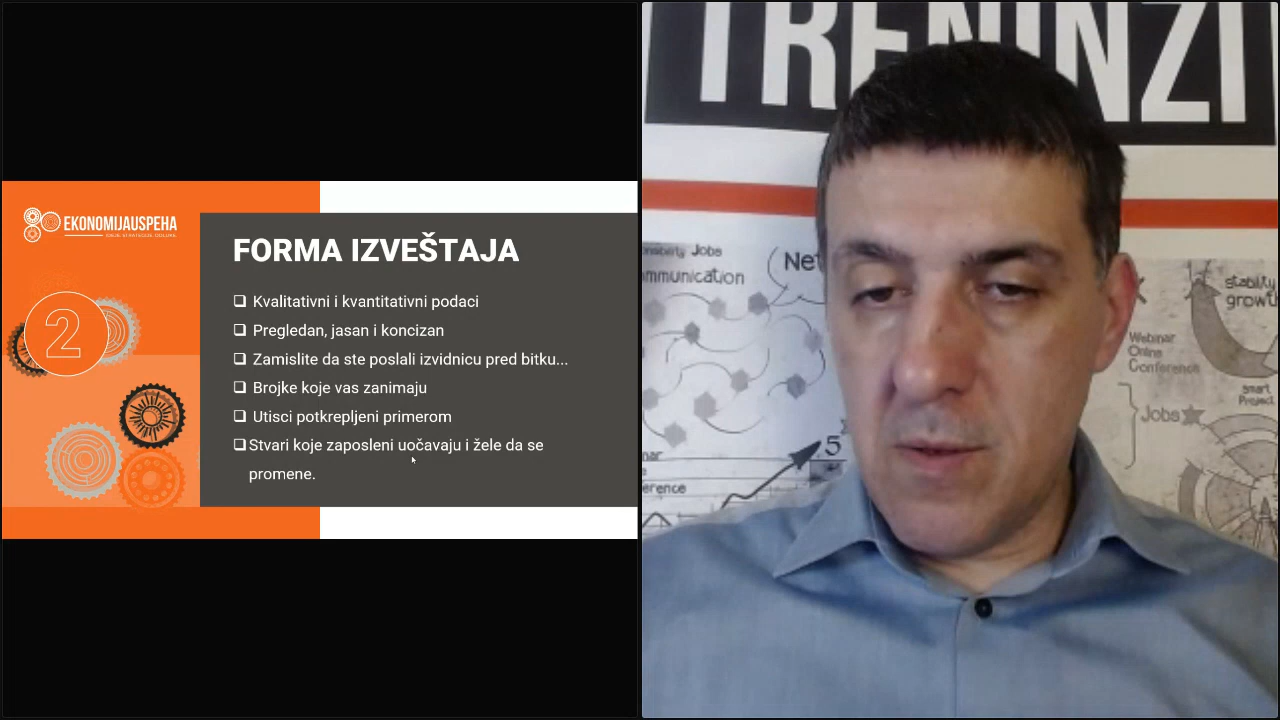 EKONOMIJAUSPEHA
FORMA IZVEŠTAJA
2
Kvalitativni i kvantitativni podaci
Pregledan, jasan i koncizan
Zamislite da ste poslali izvidnicu pred bitku...
Brojke koje vas zanimaju
Utisci potkrepljeni primerom
Stvari koje zaposleni uočavaju i žele da se
promene.
TRENINZI
Jobs
mmunication
Net
stability
growt
Webinar
Online
Conference
smart
Project
Jobs
5
nar
erence